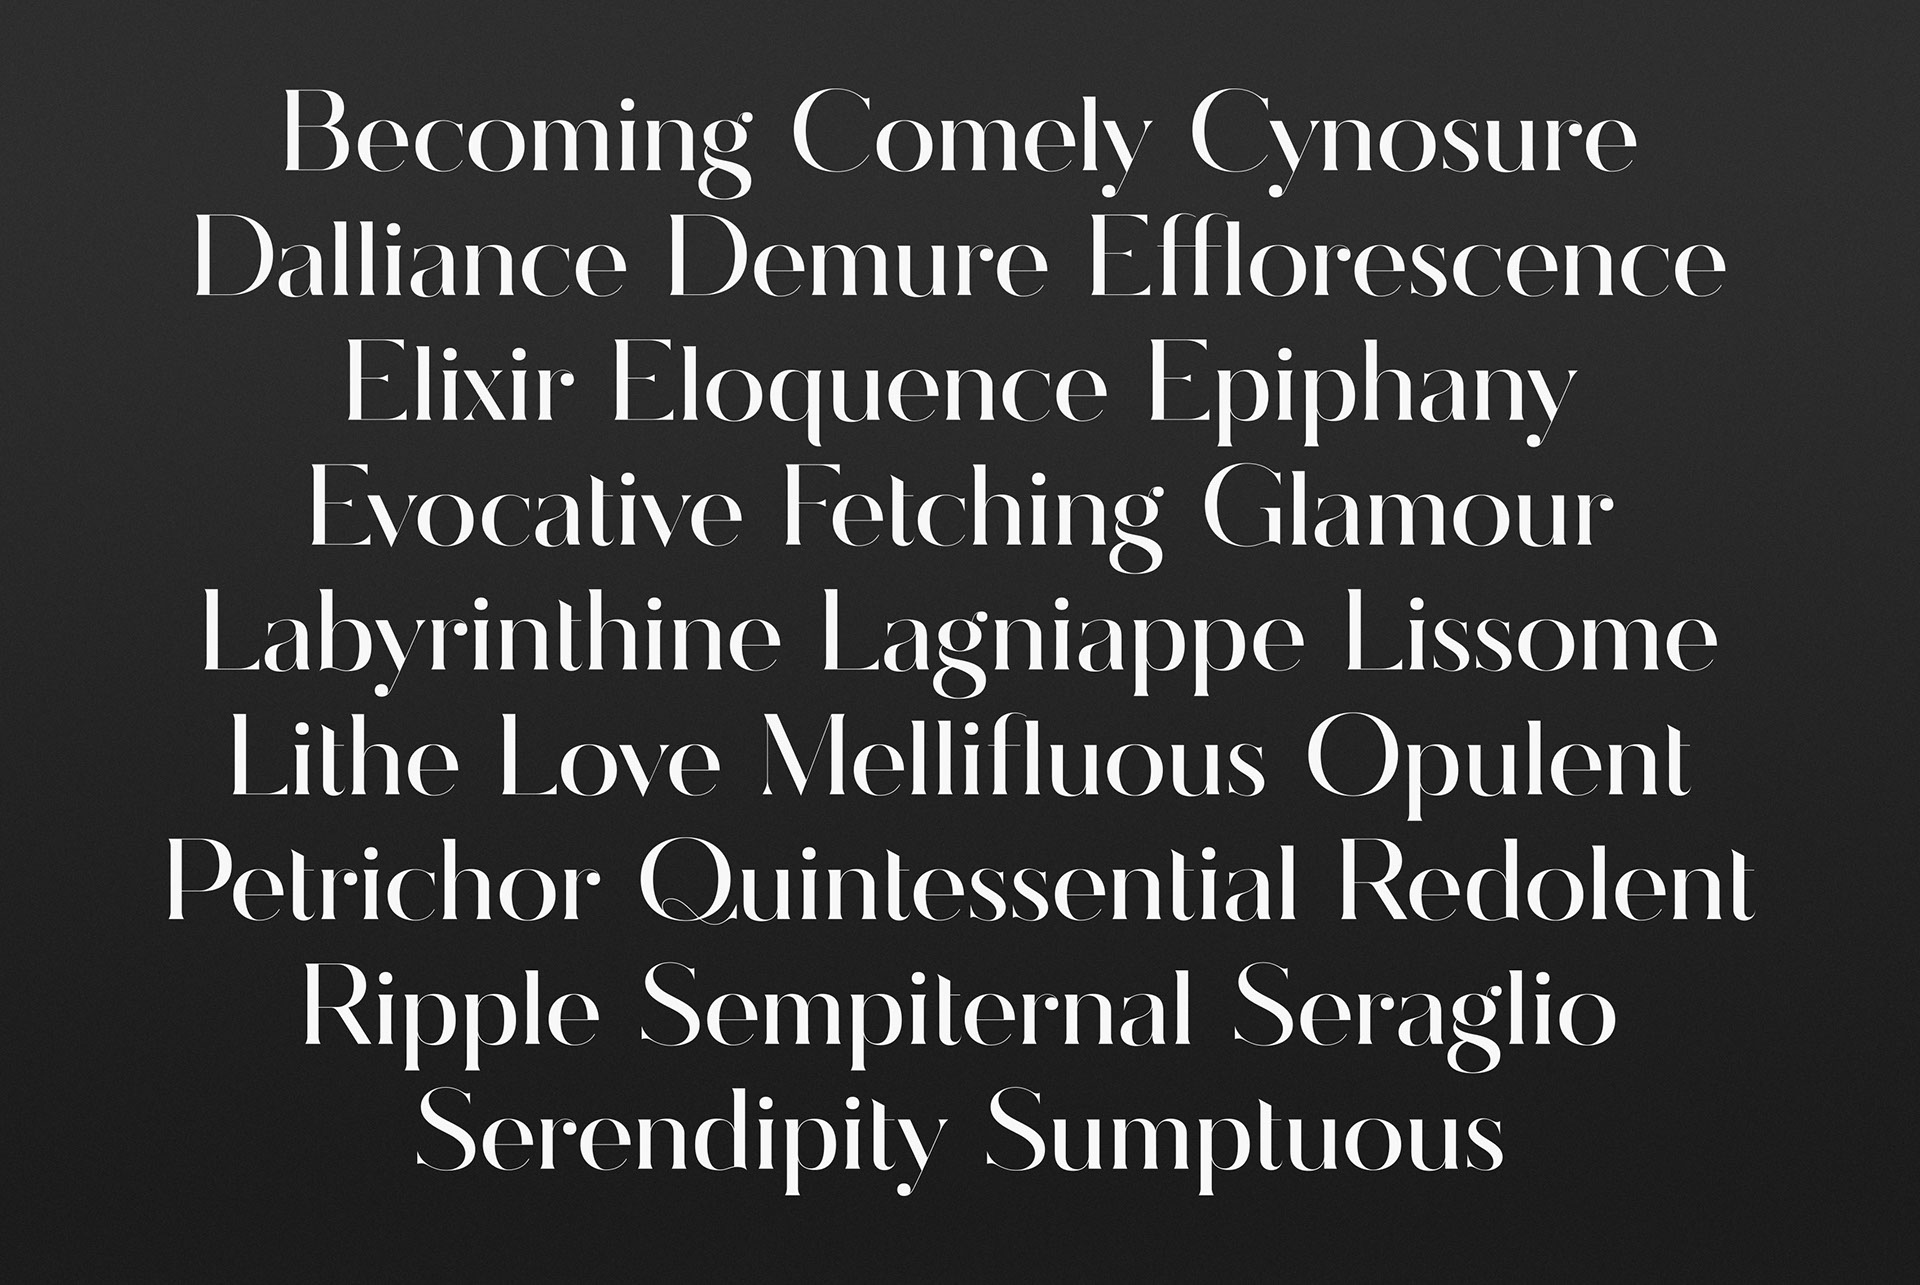 Becoming Comely Cynosure
Dalliance Demure Efflorescence
Elixir Eloquence Epiphany
Evocative Fetching Glamour
Labyrinthine Lagniappe Lissome
Lithe Love Mellifluous Opulent
Petrichor Quintessential Redolent
Ripple Sempiternal Seraglio
Serendipity Sumptuous